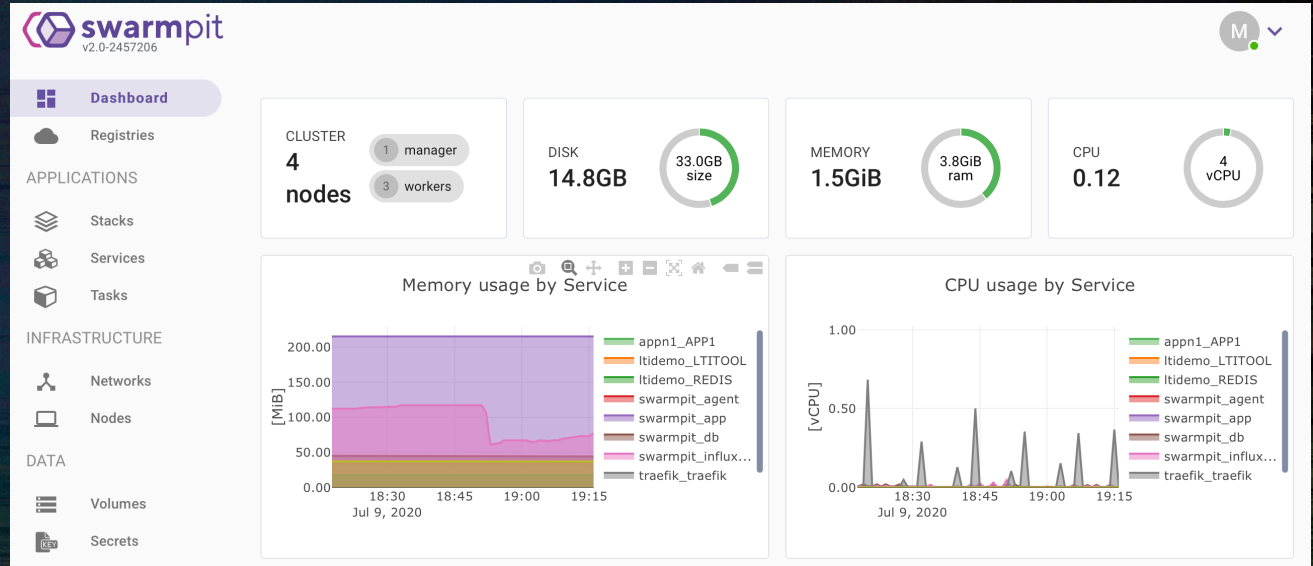 swarmpit
v2.0-2457206
M
Dashboard
Registries
APPLICATIONS
Stacks
Services
Tasks
INFRASTRUCTURE
Networks
Nodes
DATA
Volumes
KEY
Secrets
CLUSTER
4
nodes
1 manager
3 workers
DISK
14.8GB
33.0GB
size
MEMORY
1.5GiB
3.8GiB
ram
CPU
0.12
4
vCPU
Memory usage by Service
[MiB]
200.00
150.00
100.00
50.00
0.00
18:30 18:45 19:00 19:15
Jul 9, 2020
appn1_APP1
ltidemo_LTITOOL
ltidemo_REDIS
swarmpit_agent
swarmpit_app
swarmpit_db
swarmpit_influx...
traefik_traefik
CPU usage by Service
[vCPU]
1.00
0.50
0.00
18:30 18:45 19:00 19:15
Jul 9, 2020
appn1_APP1
ltidemo_LTITOOL
ltidemo_REDIS
swarmpit_agent
swarmpit_app
swarmpit_db
swarmpit_influx...
traefik_traefik